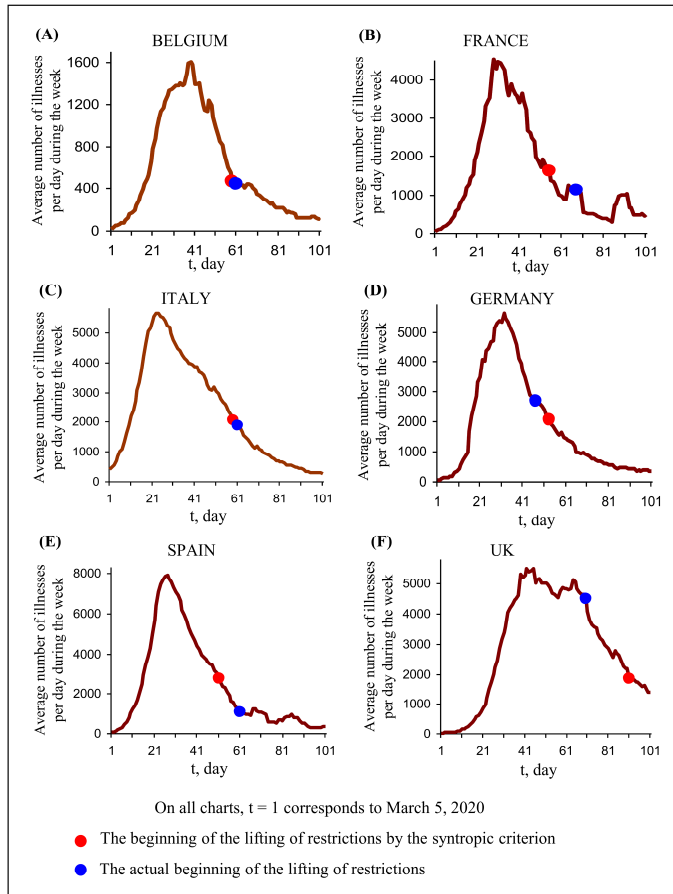 (A)
BELGIUM
Average number of illnesses
per day during the week
1600
1200
800
400
0
1 21 41 61 81 101
t, day
(B)
FRANCE
Average number of illnesses
per day during the week
4000
3000
2000
1000
0
1 21 41 61 81 101
t, day
(C)
ITALY
Average number of illnesses
per day during the week
5000
4000
3000
2000
1000
0
1 21 41 61 81 101
t, day
(D)
GERMANY
Average number of illnesses
per day during the week
5000
4000
3000
2000
1000
0
1 21 41 61 81 101
t, day
(E)
SPAIN
Average number of illnesses
per day during the week
8000
6000
4000
2000
0
1 21 41 61 81 101
t, day
(F)
UK
Average number of illnesses
per day during the week
5000
4000
3000
2000
1000
0
1 21 41 61 81 101
t, day
On all charts, t = 1 corresponds to March 5, 2020
The beginning of the lifting of restrictions by the syntropic criterion
The actual beginning of the lifting of restrictions